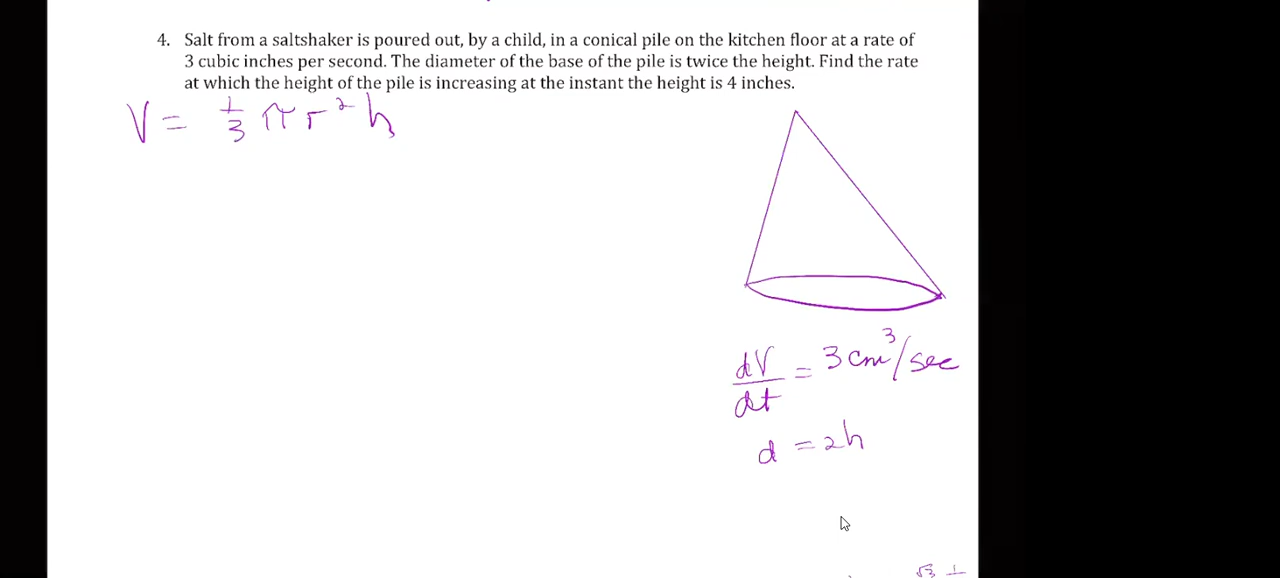 4. Salt from a saltshaker is poured out, by a child, in a conical pile on the kitchen floor at a rate of
3 cubic inches per second. The diameter of the base of the pile is twice the height. Find the rate
at which the height of the pile is increasing at the instant the height is 4 inches.
V = 1/3 π r² h
dV/dt = 3 cm³/sec
d = 2h
√3 1